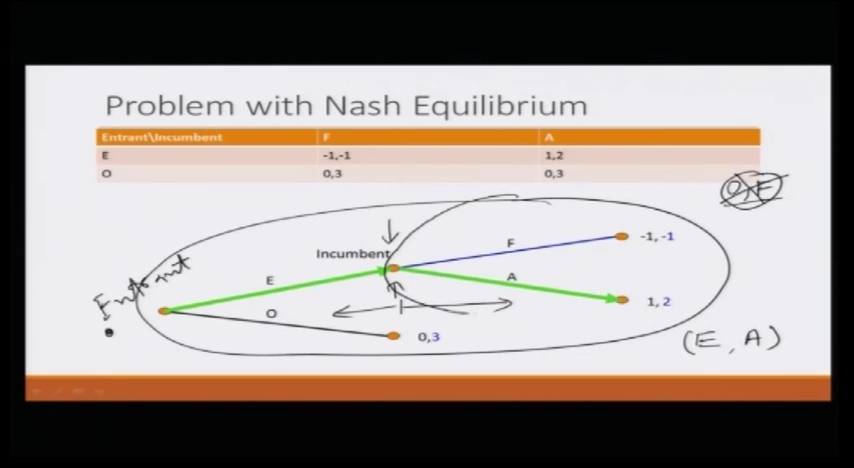 Problem with Nash Equilibrium
Entrant\Incumbent F A
E -1,-1 1,2
O 0,3 0,3
O, F
Incumbent
F
-1, -1
Entrant
E
A
1, 2
O
0,3
(E, A)